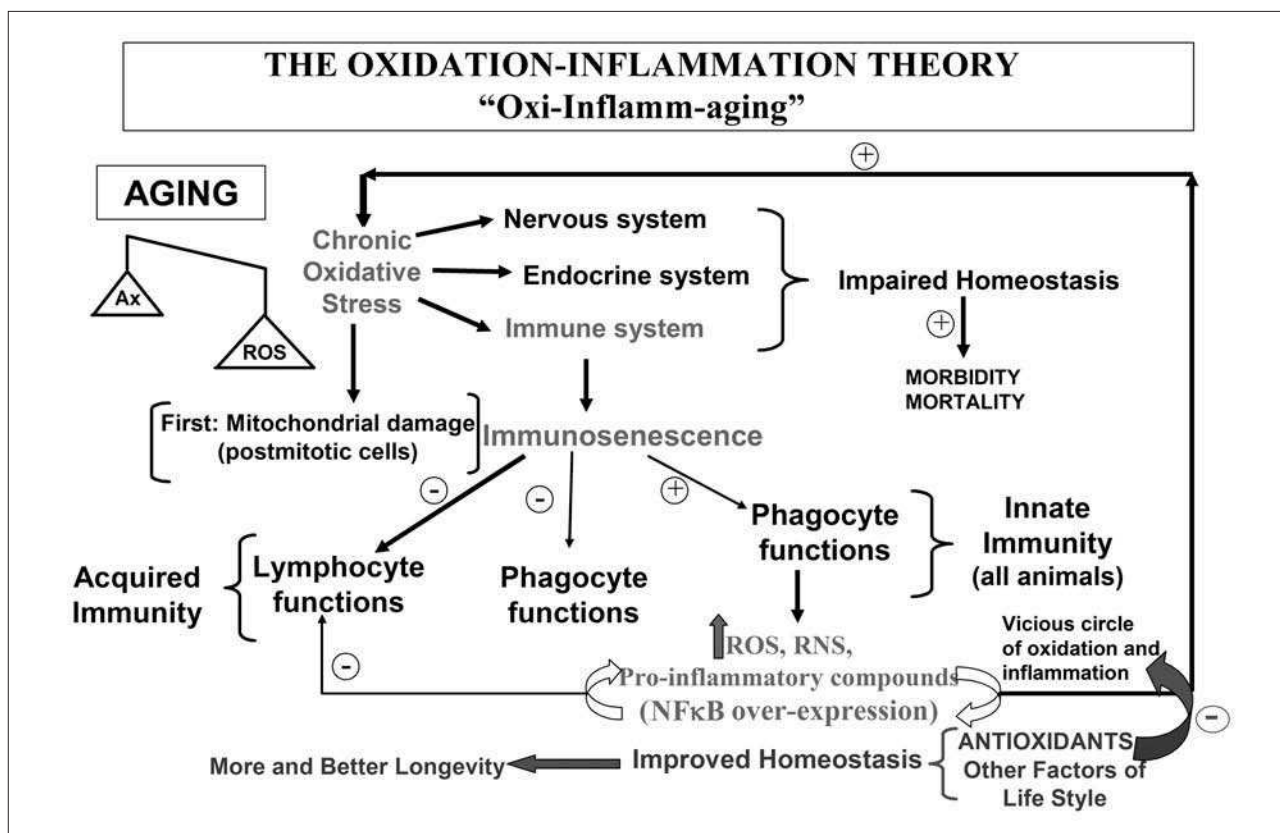 THE OXIDATION-INFLAMMATION THEORY
“Oxi-Inflamm-aging”
+
AGING
Ax
ROS
Chronic
Oxidative
Stress
Nervous system
Endocrine system
Immune system
Impaired Homeostasis
+
MORBIDITY
MORTALITY
First: Mitochondrial damage
(postmitotic cells)
Immunosenescence
-
-
+
Acquired
Immunity
Lymphocyte
functions
Phagocyte
functions
Phagocyte
functions
Innate
Immunity
(all animals)
-
ROS, RNS,
Pro-inflammatory compounds
(NFκB over-expression)
Vicious circle
of oxidation and
inflammation
-
More and Better Longevity
Improved Homeostasis
ANTIOXIDANTS
Other Factors of
Life Style